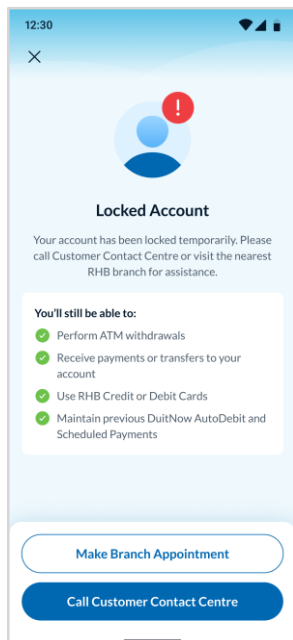 12:30
!
Locked Account
Your account has been locked temporarily. Please
call Customer Contact Centre or visit the nearest
RHB branch for assistance.
You'll still be able to:
Perform ATM withdrawals
Receive payments or transfers to your
account
Use RHB Credit or Debit Cards
Maintain previous DuitNow AutoDebit and
Scheduled Payments
Make Branch Appointment
Call Customer Contact Centre